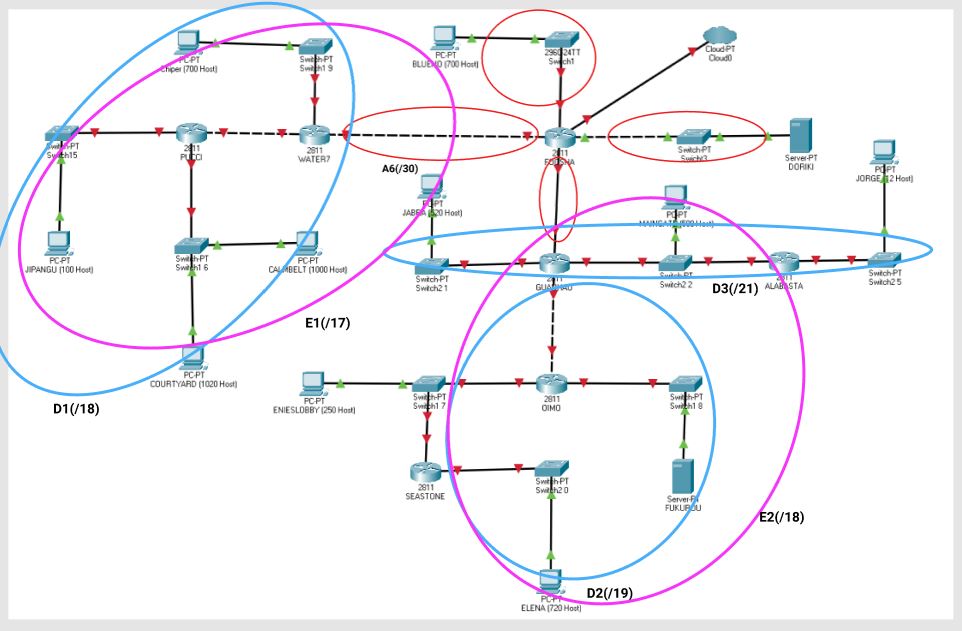 PC-PT
Chiper (700 Host)
Switch-PT
Switch1 9
PC-PT
BLUENO (700 Host)
2960-24TT
Switch1
Cloud-PT
Cloud0
Switch-PT
Switch15
2811
PUCCI
2811
WATER7
2811
FOOSHA
Switch-PT
Switch3
Server-PT
DORIKI
PC-PT
JORGE (12 Host)
A6(/30)
PC-PT
JABRA (520 Host)
PC-PT
MAINGATE (500 Host)
PC-PT
JIPANGU (100 Host)
Switch-PT
Switch1 6
PC-PT
CALMBELT (1000 Host)
Switch-PT
Switch2 1
2811
GUANHAO
Switch-PT
Switch2 2
2811
ALABASTA
Switch-PT
Switch2 5
D3(/21)
E1(/17)
PC-PT
COURTYARD (1020 Host)
D1(/18)
PC-PT
ENIESLOBBY (250 Host)
Switch-PT
Switch1 7
2811
OIMO
Switch-PT
Switch1 8
2811
SEASTONE
Switch-PT
Switch2 0
Server-PT
FUKUROU
E2(/18)
PC-PT
ELENA (720 Host)
D2(/19)